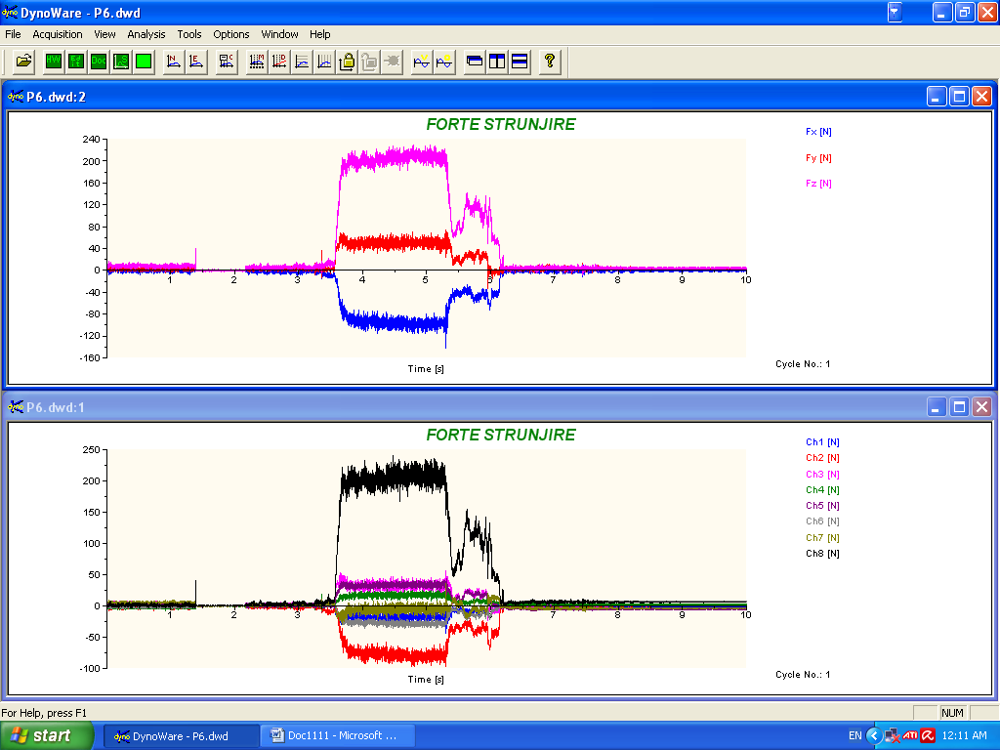 DynoWare - P6.dwd
File Acquisition View Analysis Tools Options Window Help
HW Edit Doc
P6.dwd:2
FORTE STRUNJIRE
Fx [N]
Fy [N]
Fz [N]
240
200
160
120
80
40
0
-40
-80
-120
-160
1 2 3 4 5 6 7 8 9 10
Time [s]
Cycle No.: 1
P6.dwd:1
FORTE STRUNJIRE
Ch1 [N]
Ch2 [N]
Ch3 [N]
Ch4 [N]
Ch5 [N]
Ch6 [N]
Ch7 [N]
Ch8 [N]
250
200
150
100
50
0
-50
-100
1 2 3 7 8 9 10
Time [s]
Cycle No.: 1
For Help, press F1
NUM
start
DynoWare - P6.dwd
Doc1111 - Microsoft ...
EN
ATI
12:11 AM